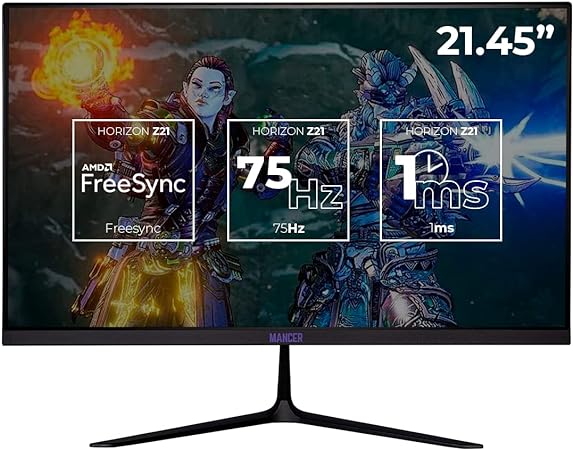 21.45”
HORIZON Z21
AMD
FreeSync
Freesync
HORIZON Z21
75Hz
75Hz
HORIZON Z21
1ms
1ms
MANCER